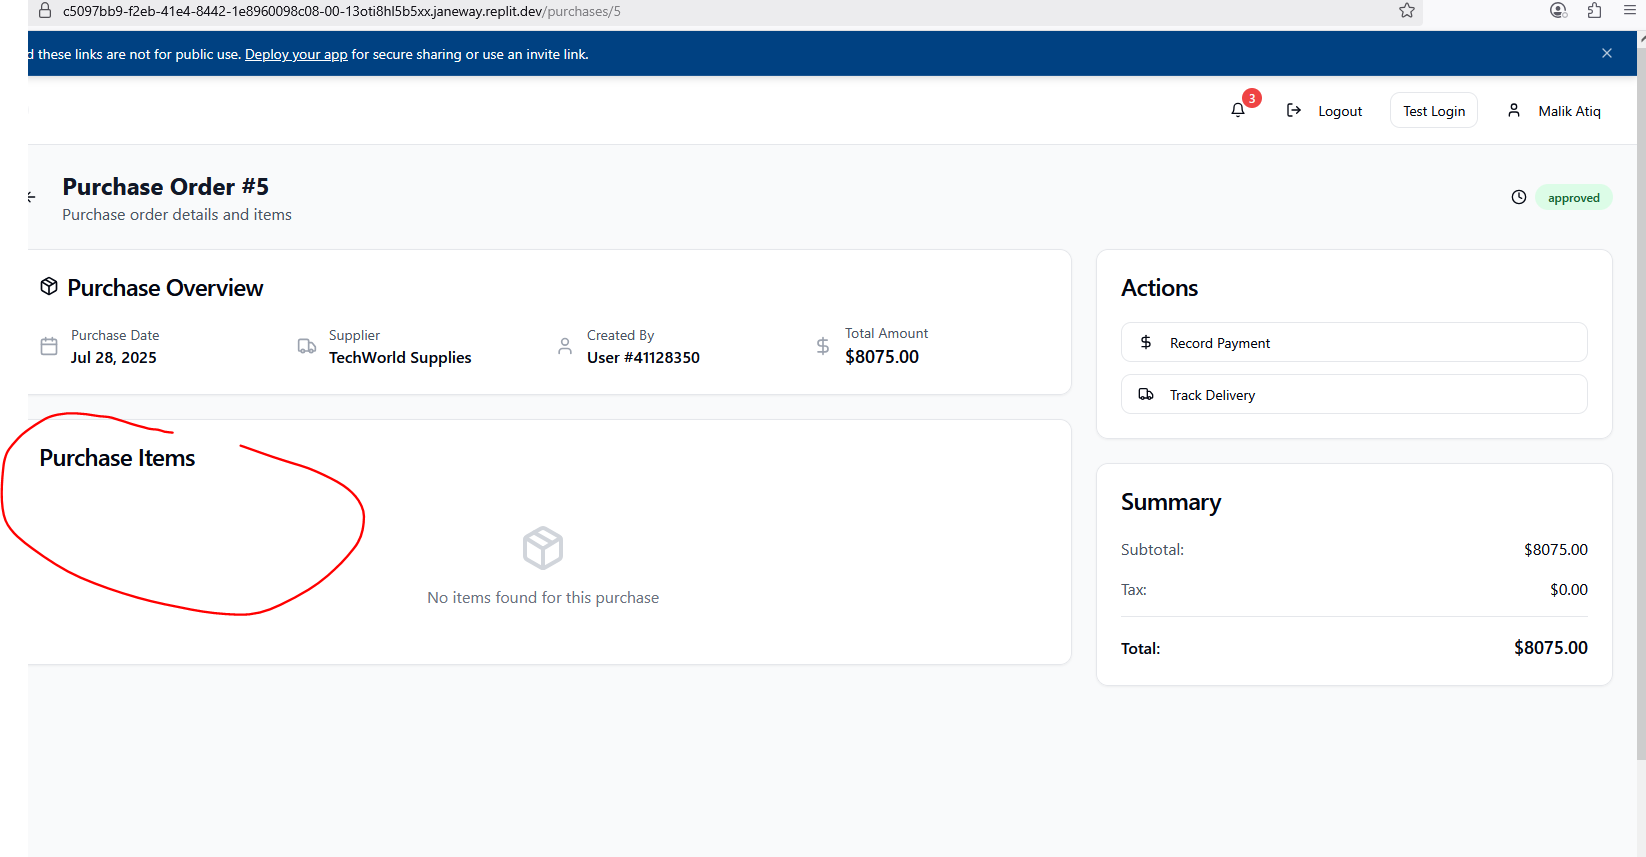 c5097bb9-f2eb-41e4-8442-1e8960098c08-00-13oti8hl5b5xx.janeway.replit.dev/purchases/5
d these links are not for public use. Deploy your app for secure sharing or use an invite link.
3
Logout
Test Login
Malik Atiq
Purchase Order #5
Purchase order details and items
approved
Purchase Overview
Purchase Date
Jul 28, 2025
Supplier
TechWorld Supplies
Created By
User #41128350
Total Amount
$8075.00
Purchase Items
No items found for this purchase
Actions
Record Payment
Track Delivery
Summary
Subtotal: $8075.00
Tax: $0.00
Total: $8075.00